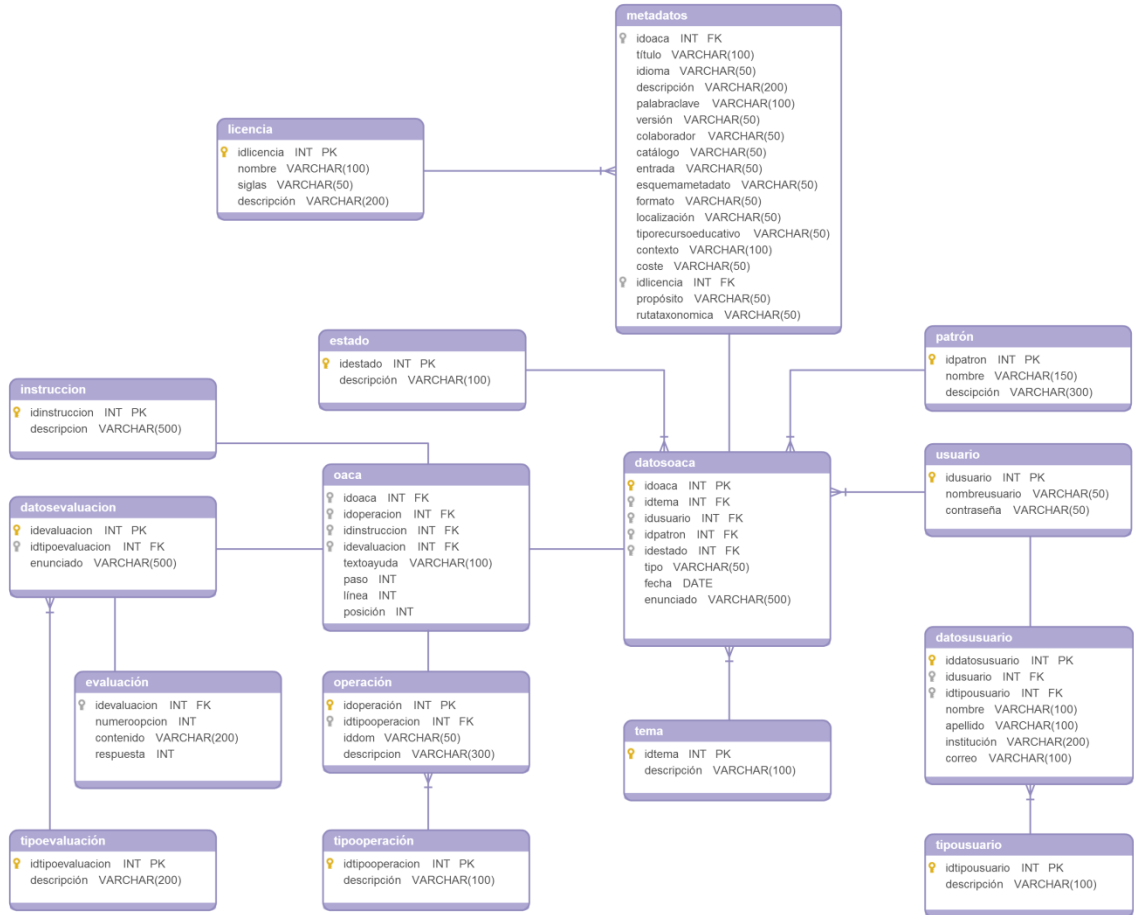 metadatos
idoaca INT FK
título VARCHAR(100)
idioma VARCHAR(50)
descripción VARCHAR(200)
palabraclave VARCHAR(100)
versión VARCHAR(50)
colaborador VARCHAR(50)
catálogo VARCHAR(50)
entrada VARCHAR(50)
esquemametadato VARCHAR(50)
formato VARCHAR(50)
localización VARCHAR(50)
tiporecursoeducativo VARCHAR(50)
contexto VARCHAR(100)
coste VARCHAR(50)
idlicencia INT FK
propósito VARCHAR(50)
rutataxonomica VARCHAR(50)
licencia
idlicencia INT PK
nombre VARCHAR(100)
siglas VARCHAR(50)
descripción VARCHAR(200)
estado
idestado INT PK
descripción VARCHAR(100)
patrón
idpatron INT PK
nombre VARCHAR(150)
descipción VARCHAR(300)
instruccion
idinstruccion INT PK
descripcion VARCHAR(500)
oaca
idoaca INT FK
idoperacion INT FK
idinstruccion INT FK
idevaluacion INT FK
textoayuda VARCHAR(100)
paso INT
línea INT
posición INT
datosoaca
idoaca INT PK
idtema INT FK
idusuario INT FK
idpatron INT FK
idestado INT FK
tipo VARCHAR(50)
fecha DATE
enunciado VARCHAR(500)
usuario
idusuario INT PK
nombreusuario VARCHAR(50)
contraseña VARCHAR(50)
datosevaluacion
idevaluacion INT PK
idtipoevaluacion INT FK
enunciado VARCHAR(500)
evaluación
idevaluacion INT FK
numeroopcion INT
contenido VARCHAR(200)
respuesta INT
operación
idoperación INT PK
idtipooperacion INT FK
iddom VARCHAR(50)
descripcion VARCHAR(300)
tema
idtema INT PK
descripción VARCHAR(100)
datosusuario
iddatosusuario INT PK
idusuario INT FK
idtipousuario INT FK
nombre VARCHAR(100)
apellido VARCHAR(100)
institución VARCHAR(200)
correo VARCHAR(100)
tipoevaluación
idtipoevaluacion INT PK
descripción VARCHAR(200)
tipooperación
idtipooperacion INT PK
descripción VARCHAR(100)
tipousuario
idtipousuario INT PK
descripción VARCHAR(100)